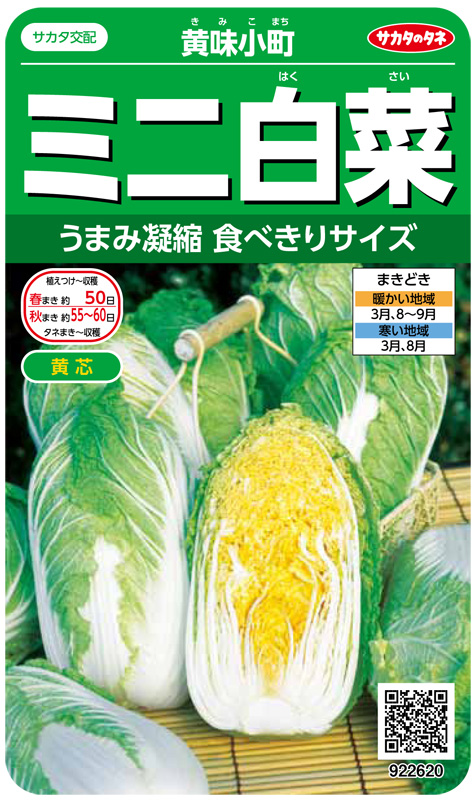 サカタ交配
きみこまち
黄味小町
サカタのタネ
はくさい
ミニ白菜
うまみ凝縮 食べきりサイズ
植えつけ〜収穫
春まき 約 50日
秋まき 約 55〜60日
タネまき〜収穫
黄芯
まきどき
暖かい地域
3月、8〜9月
寒い地域
3月、8月
922620